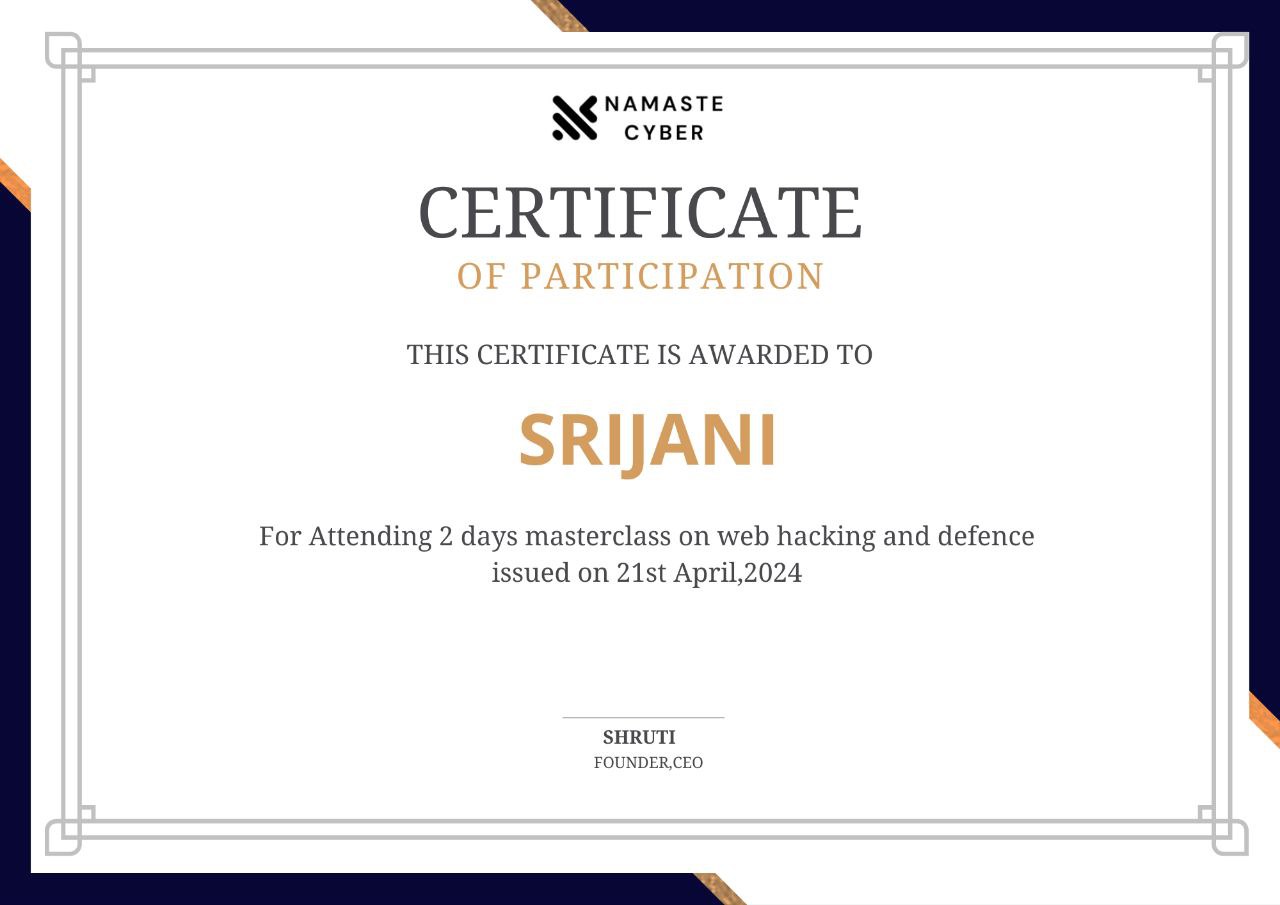 NAMASTE
CYBER
CERTIFICATE
OF PARTICIPATION
THIS CERTIFICATE IS AWARDED TO
SRIJANI
For Attending 2 days masterclass on web hacking and defence
issued on 21st April,2024
SHRUTI
FOUNDER,CEO